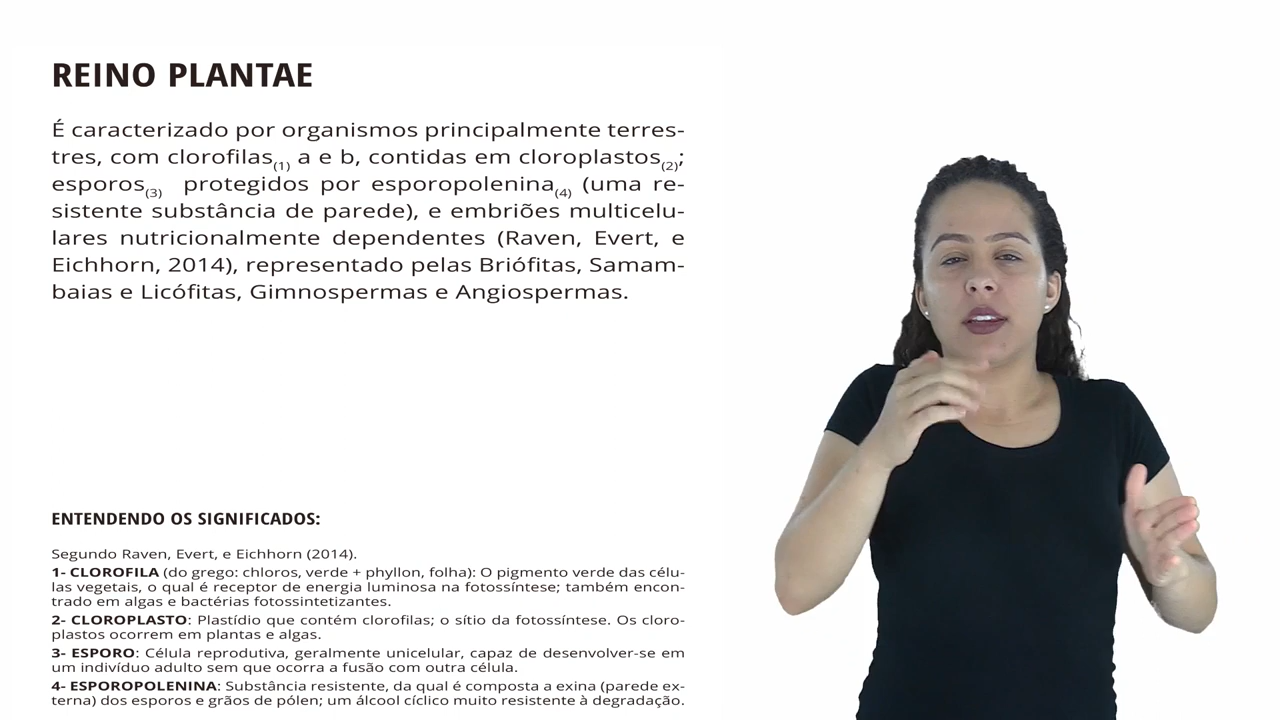 REINO PLANTAE
É caracterizado por organismos principalmente terres-
tres, com clorofilas(1) a e b, contidas em cloroplastos(2);
esporos(3) protegidos por esporopolenina(4) (uma re-
sistente substância de parede), e embriões multicelu-
lares nutricionalmente dependentes (Raven, Evert, e
Eichhorn, 2014), representado pelas Briófitas, Samam-
baias e Licófitas, Gimnospermas e Angiospermas.
ENTENDENDO OS SIGNIFICADOS:
Segundo Raven, Evert, e Eichhorn (2014).
1- CLOROFILA (do grego: chloros, verde + phyllon, folha): O pigmento verde das célu-
las vegetais, o qual é receptor de energia luminosa na fotossíntese; também encon-
trado em algas e bactérias fotossintetizantes.
2- CLOROPLASTO: Plastídio que contém clorofilas; o sítio da fotossíntese. Os cloro-
plastos ocorrem em plantas e algas.
3- ESPORO: Célula reprodutiva, geralmente unicelular, capaz de desenvolver-se em
um indivíduo adulto sem que ocorra a fusão com outra célula.
4- ESPOROPOLENINA: Substância resistente, da qual é composta a exina (parede ex-
terna) dos esporos e grãos de pólen; um álcool cíclico muito resistente à degradação.